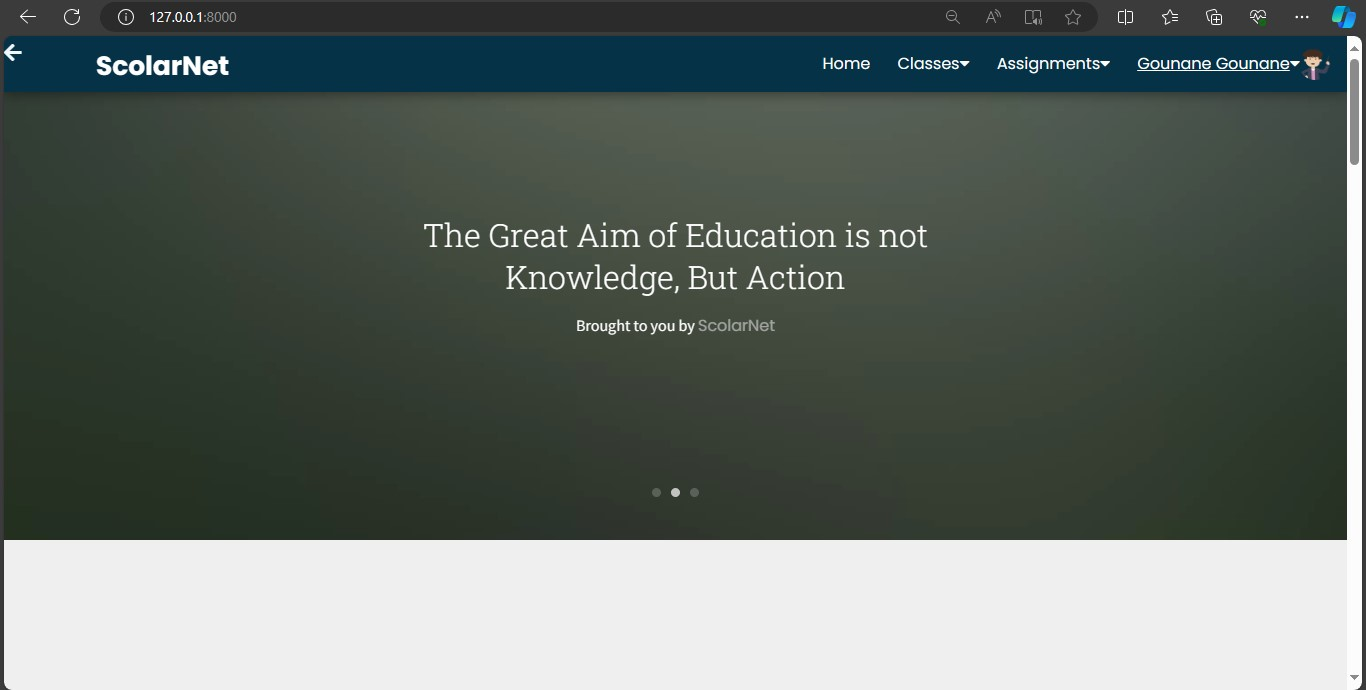 127.0.0.1:8000
ScolarNet
Home Classes Assignments Gounane Gounane
The Great Aim of Education is not
Knowledge, But Action
Brought to you by ScolarNet